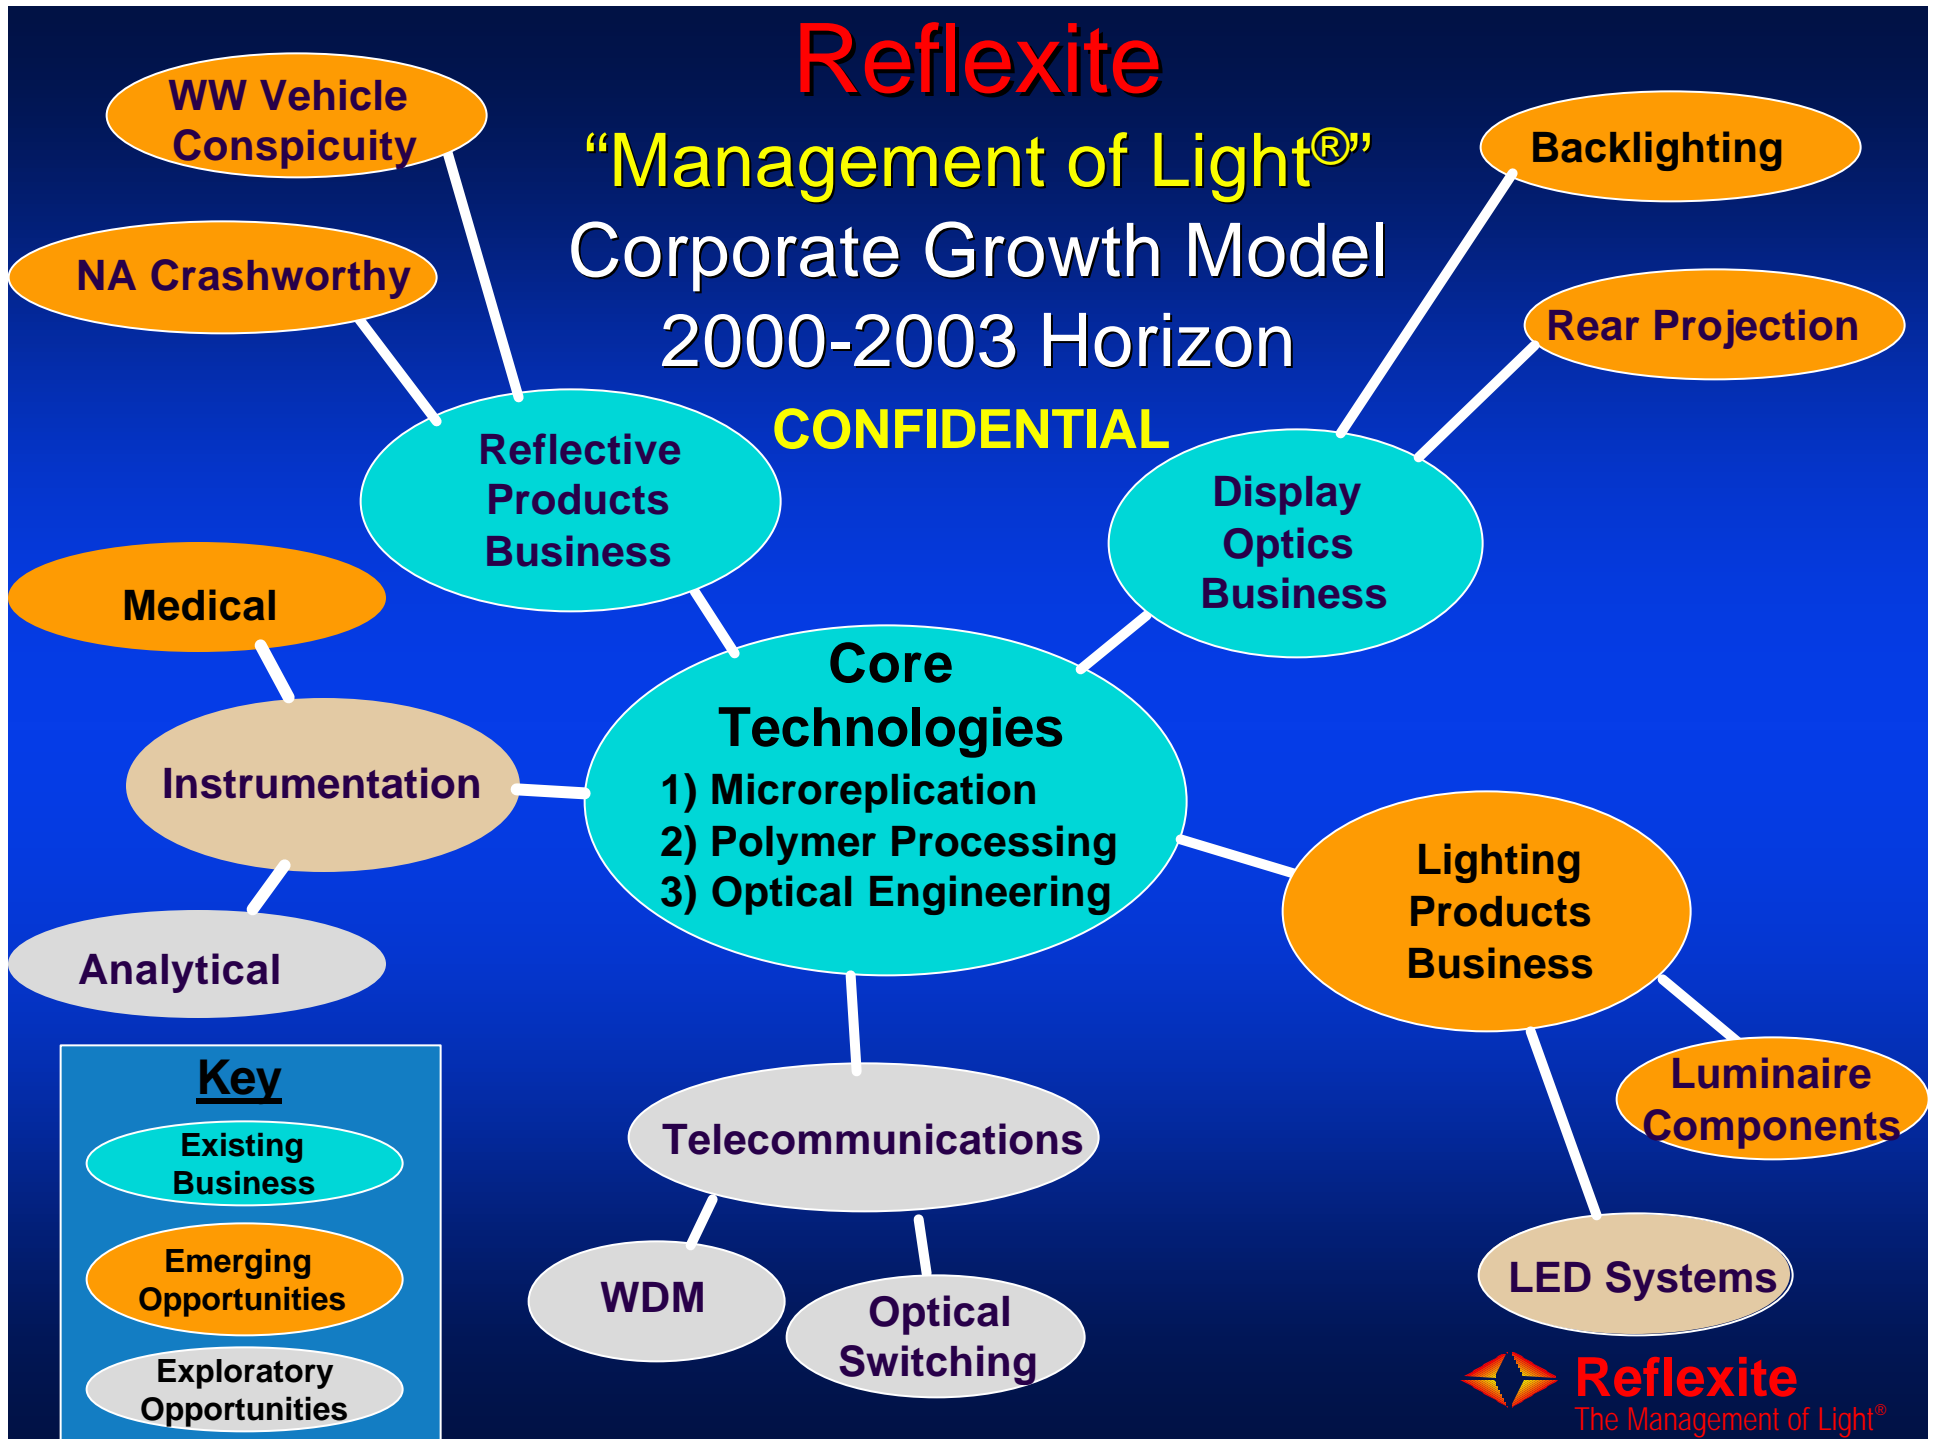 Reflexite
“Management of Light®”
Corporate Growth Model
2000-2003 Horizon
CONFIDENTIAL
WW Vehicle
Conspicuity
NA Crashworthy
Backlighting
Rear Projection
Reflective
Products
Business
Display
Optics
Business
Medical
Instrumentation
Analytical
Core
Technologies
1) Microreplication
2) Polymer Processing
3) Optical Engineering
Lighting
Products
Business
Luminaire
Components
LED Systems
Telecommunications
WDM
Optical
Switching
Key
Existing
Business
Emerging
Opportunities
Exploratory
Opportunities
Reflexite
The Management of Light®